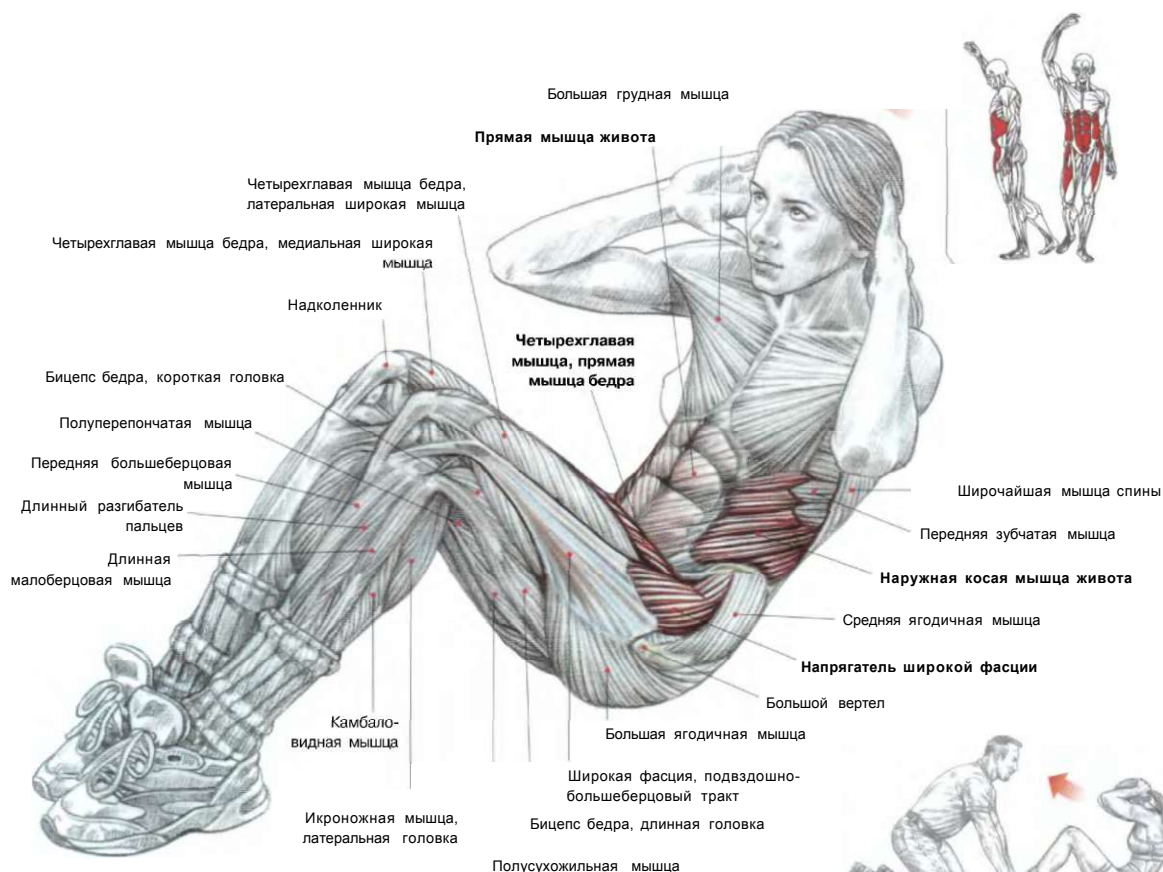 Большая грудная мышца
Прямая мышца живота
Четырехглавая мышца бедра,
латеральная широкая мышца
Четырехглавая мышца бедра, медиальная широкая
мышца
Надколенник
Четырехглавая
мышца, прямая
мышца бедра
Бицепс бедра, короткая головка
Полуперепончатая мышца
Передняя большеберцовая
мышца
Длинный разгибатель
пальцев
Длинная
малоберцовая мышца
Широчайшая мышца спины
Передняя зубчатая мышца
Наружная косая мышца живота
Средняя ягодичная мышца
Напрягатель широкой фасции
Большой вертел
Большая ягодичная мышца
Камбало-
видная мышца
Широкая фасция, подвздошно-
большеберцовый тракт
Икроножная мышца,
латеральная головка
Бицепс бедра, длинная головка
Полусухожильная мышца